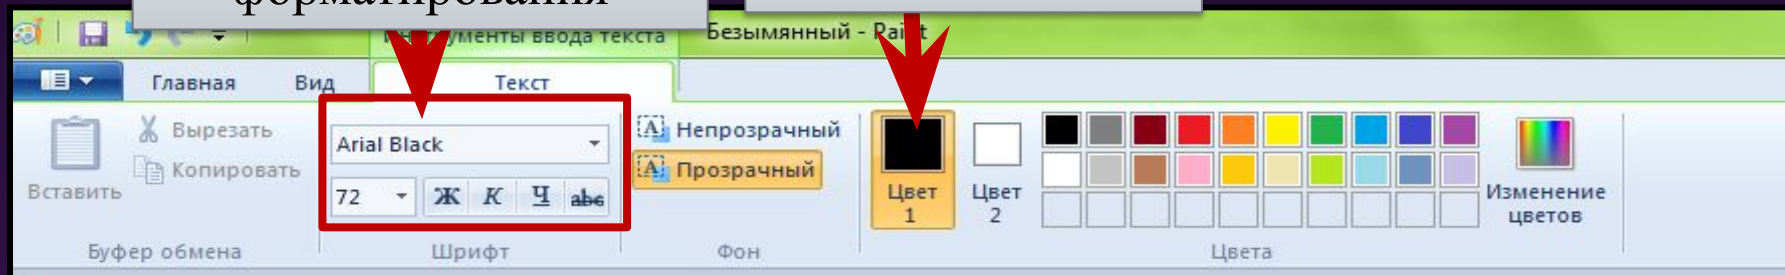 форматирования
Инструменты ввода текста
Безымянный - Paint
Главная
Вид
Текст
Вставить
Вырезать
Копировать
Буфер обмена
Arial Black
72
Ж К Ч abc
Шрифт
Непрозрачный
Прозрачный
Фон
Цвет
1
Цвет
2
Изменение
цветов
Цвета